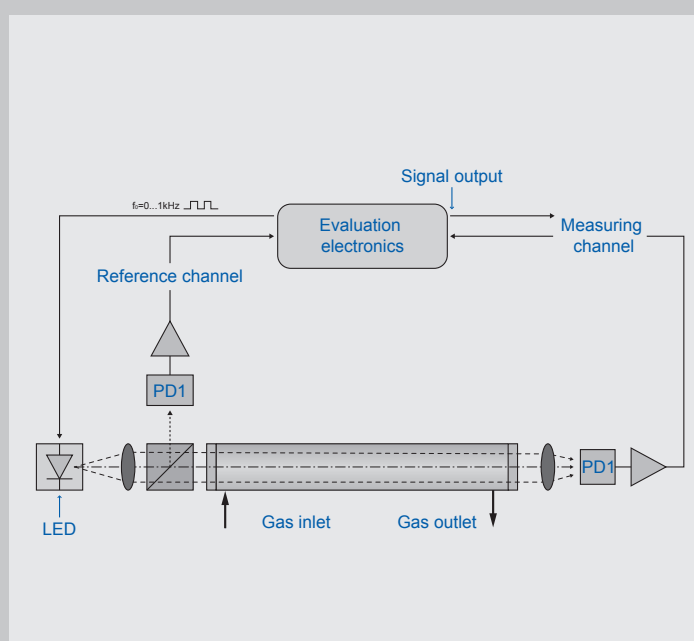 Signal output
f₀=0...1kHz
Evaluation
electronics
Measuring
channel
Reference channel
PD1
PD1
LED
Gas inlet
Gas outlet